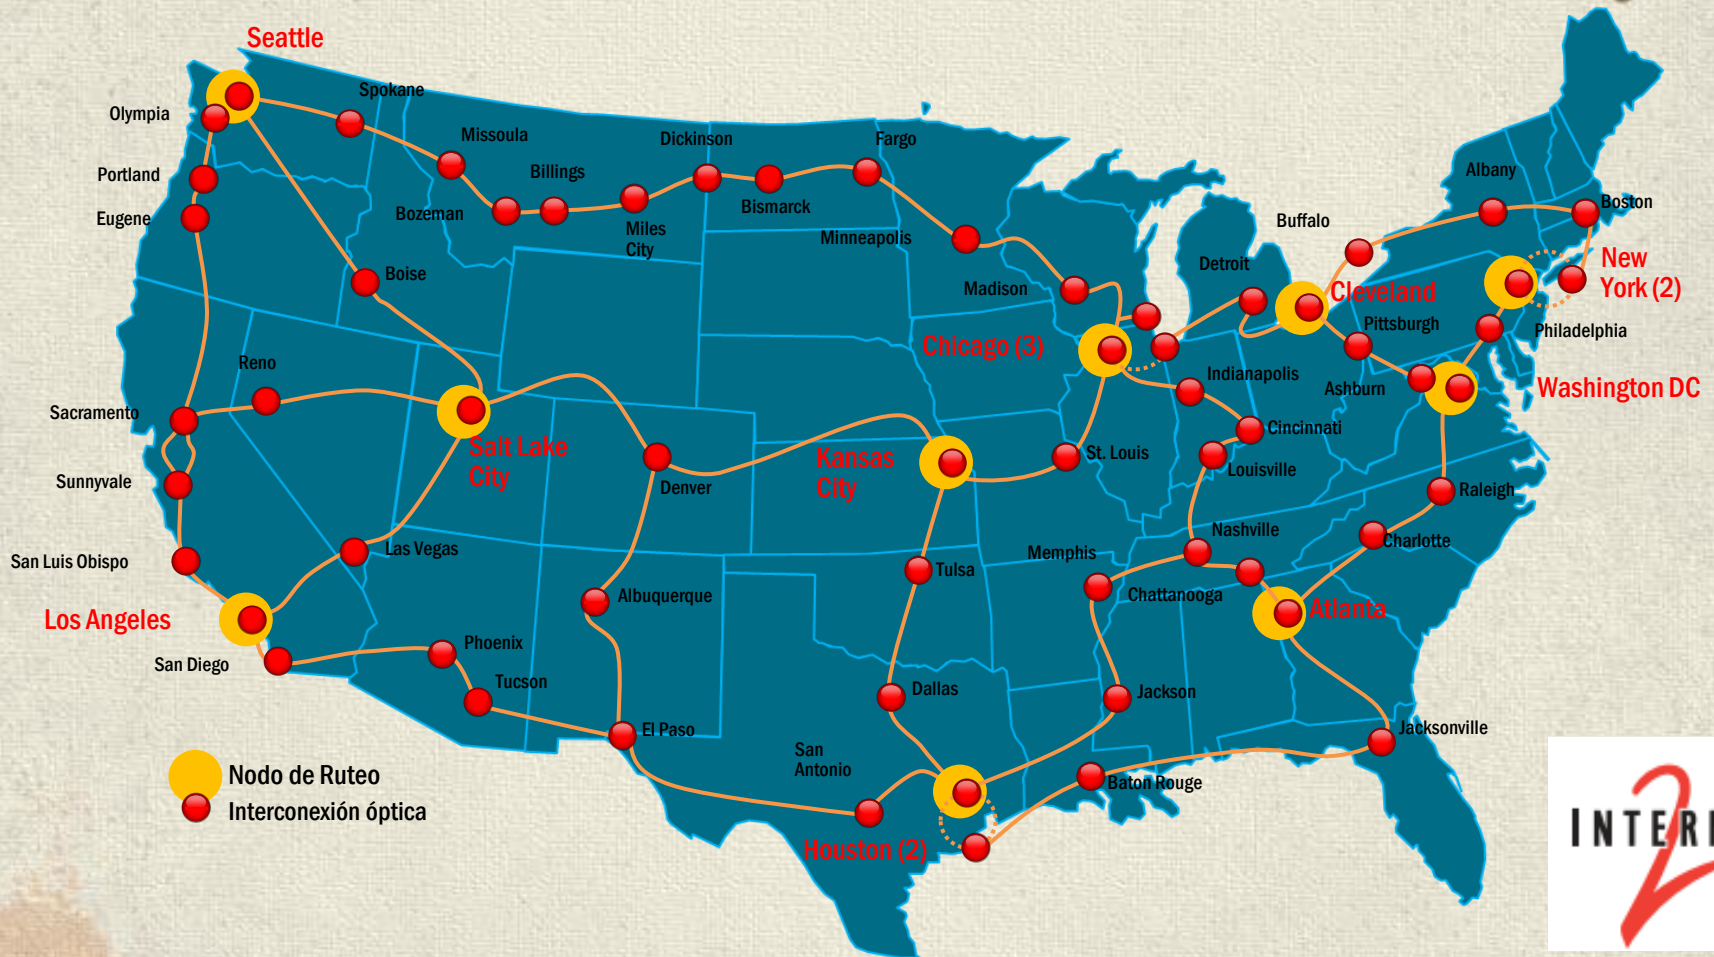 Seattle
Spokane
Olympia
Missoula
Dickinson
Fargo
Portland
Billings
Albany
Eugene
Bozeman
Bismarck
Boston
Miles
City
Minneapolis
Buffalo
Boise
Detroit
New
York (2)
Madison
Cleveland
Pittsburgh
Philadelphia
Chicago (3)
Reno
Indianapolis
Ashburn
Washington DC
Sacramento
Cincinnati
Salt Lake
City
Kansas
City
St. Louis
Louisville
Sunnyvale
Denver
Raleigh
Nashville
Charlotte
San Luis Obispo
Las Vegas
Memphis
Tulsa
Albuquerque
Chattanooga
Los Angeles
Atlanta
San Diego
Phoenix
Tucson
Dallas
Jackson
El Paso
Jacksonville
San
Antonio
Baton Rouge
Nodo de Ruteo
Interconexión óptica
Houston (2)
INTER
2